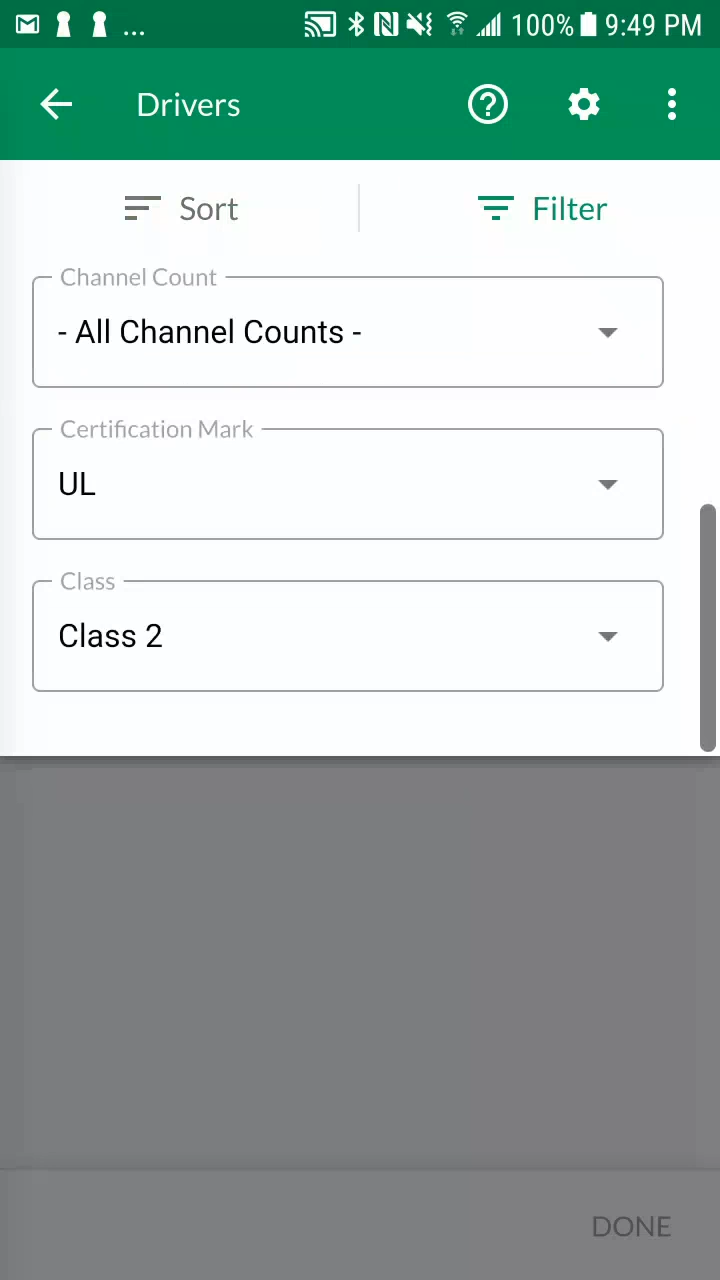 ... 100% 9:49 PM
Drivers
Sort
Filter
Channel Count
- All Channel Counts -
Certification Mark
UL
Class
Class 2
DONE